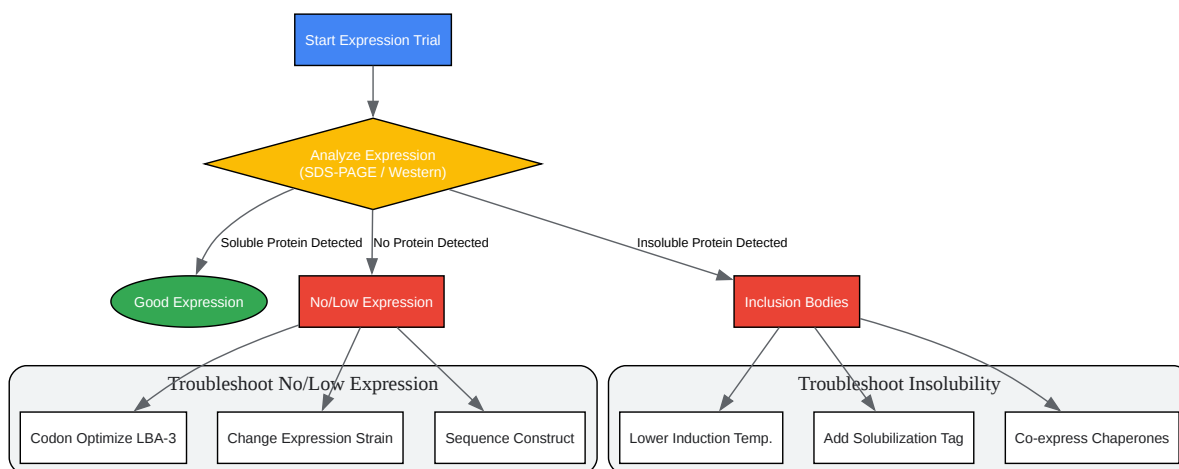 Start Expression Trial
Analyze Expression
(SDS-PAGE / Western)
Soluble Protein Detected
No Protein Detected
Insoluble Protein Detected
Good Expression
No/Low Expression
Inclusion Bodies
Troubleshoot No/Low Expression
Troubleshoot Insolubility
Codon Optimize LBA-3
Change Expression Strain
Sequence Construct
Lower Induction Temp.
Add Solubilization Tag
Co-express Chaperones